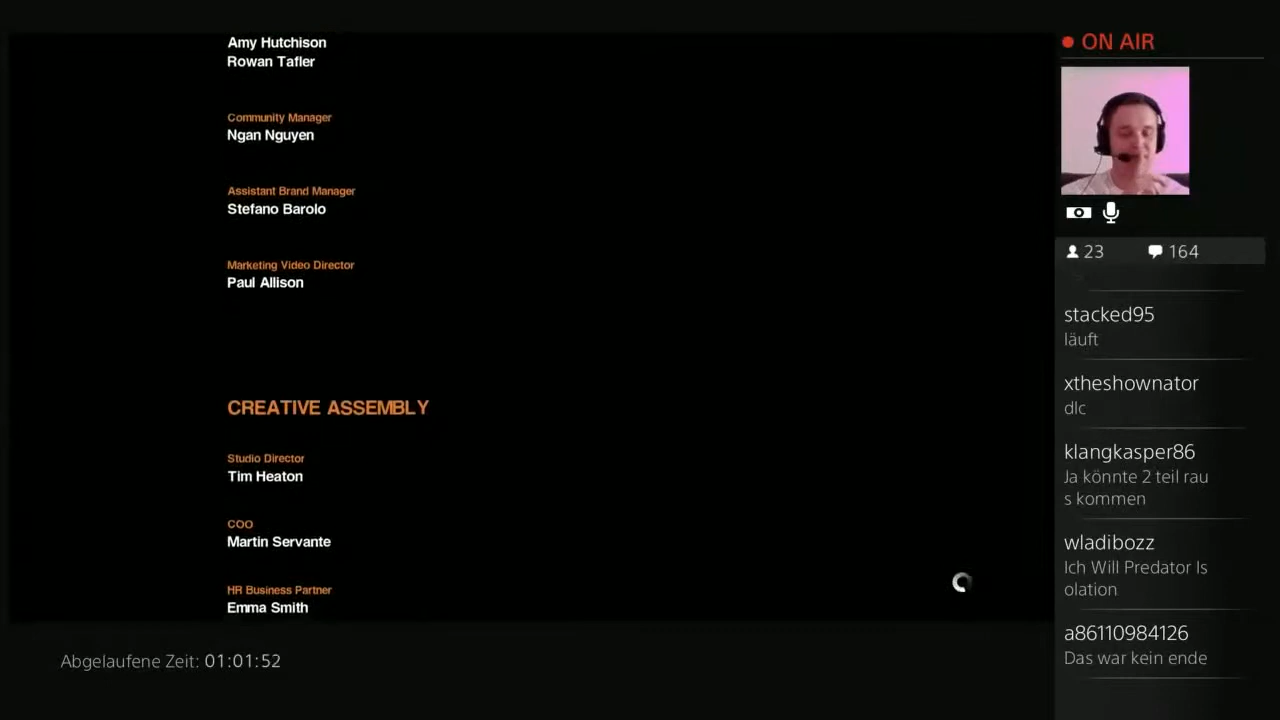 Amy Hutchison
Rowan Tafler
Community Manager
Ngan Nguyen
Assistant Brand Manager
Stefano Barolo
Marketing Video Director
Paul Allison
CREATIVE ASSEMBLY
Studio Director
Tim Heaton
COO
Martin Servante
HR Business Partner
Emma Smith
Abgelaufene Zeit: 01:01:52
ON AIR
23 164
stacked95
läuft
xtheshownator
dlc
klangkasper86
Ja könnte 2 teil rau
s kommen
wladibozz
Ich Will Predator Is
olation
a86110984126
Das war kein ende